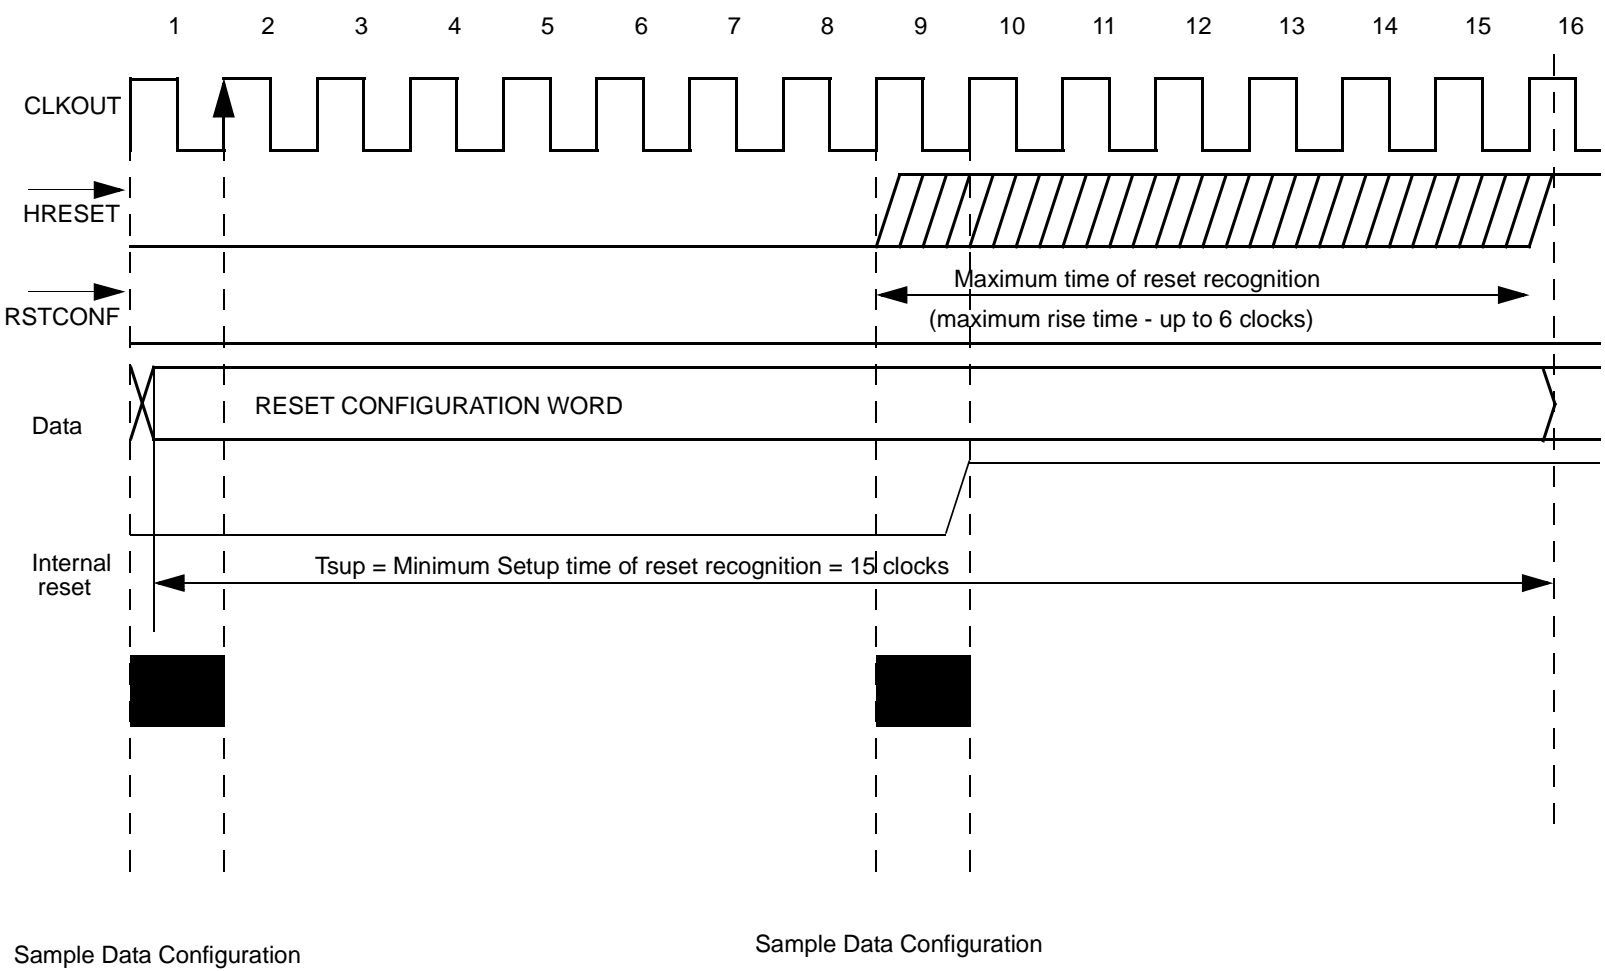 1 2 3 4 5 6 7 8 9 10 11 12 13 14 15 16
CLKOUT
HRESET
RSTCONF
Maximum time of reset recognition
(maximum rise time - up to 6 clocks)
Data
RESET CONFIGURATION WORD
Internal
reset
Tsup = Minimum Setup time of reset recognition = 15 clocks
Sample Data Configuration
Sample Data Configuration